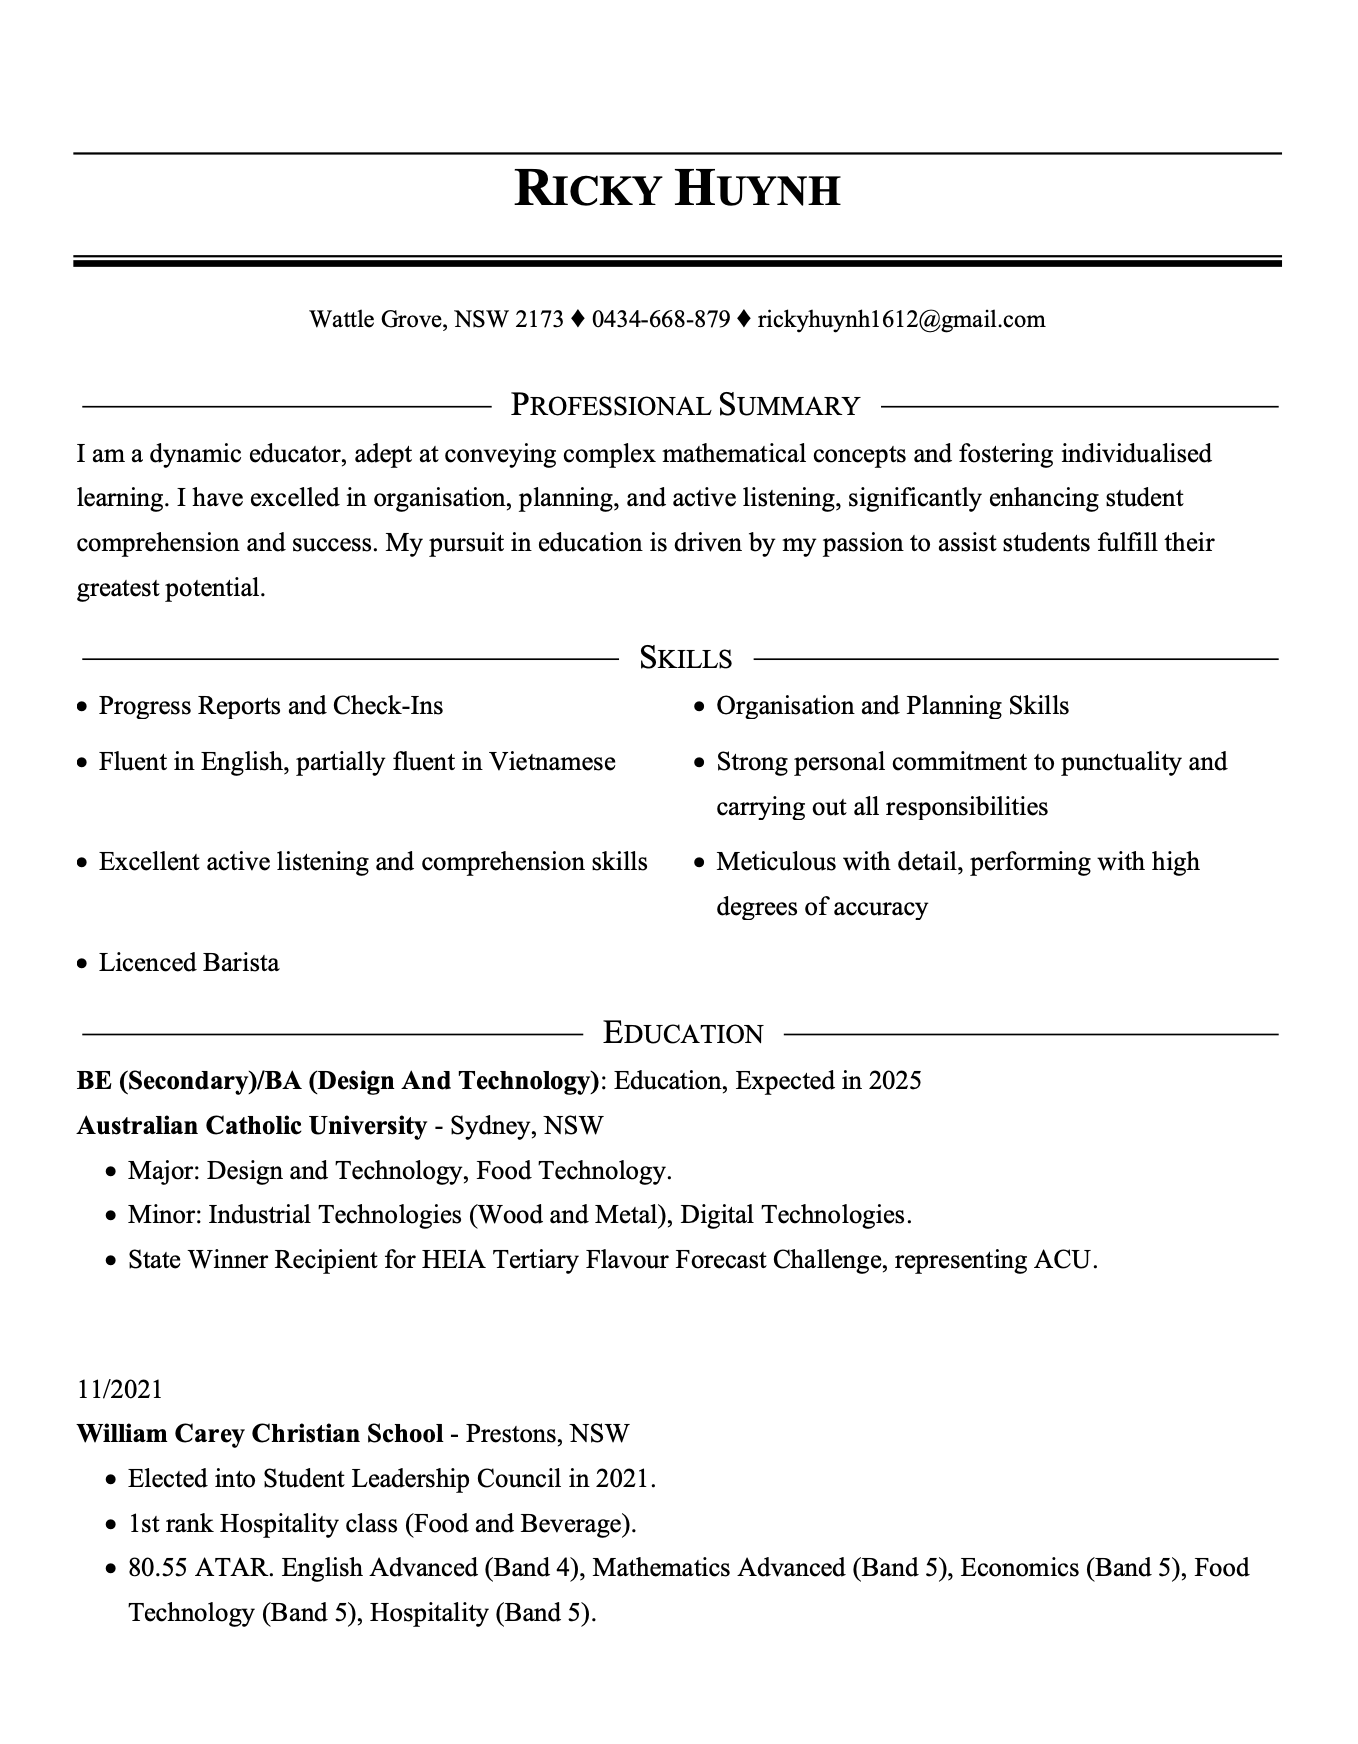 RICKY HUYNH
Wattle Grove, NSW 2173 ♦ 0434-668-879 ♦ rickyhuynh1612@gmail.com
PROFESSIONAL SUMMARY
I am a dynamic educator, adept at conveying complex mathematical concepts and fostering individualised
learning. I have excelled in organisation, planning, and active listening, significantly enhancing student
comprehension and success. My pursuit in education is driven by my passion to assist students fulfill their
greatest potential.
SKILLS
• Progress Reports and Check-Ins
• Organisation and Planning Skills
• Fluent in English, partially fluent in Vietnamese
• Strong personal commitment to punctuality and
carrying out all responsibilities
• Excellent active listening and comprehension skills
• Meticulous with detail, performing with high
degrees of accuracy
• Licenced Barista
EDUCATION
BE (Secondary)/BA (Design And Technology): Education, Expected in 2025
Australian Catholic University - Sydney, NSW
• Major: Design and Technology, Food Technology.
• Minor: Industrial Technologies (Wood and Metal), Digital Technologies.
• State Winner Recipient for HEIA Tertiary Flavour Forecast Challenge, representing ACU.
11/2021
William Carey Christian School - Prestons, NSW
• Elected into Student Leadership Council in 2021.
• 1st rank Hospitality class (Food and Beverage).
• 80.55 ATAR. English Advanced (Band 4), Mathematics Advanced (Band 5), Economics (Band 5), Food
Technology (Band 5), Hospitality (Band 5).